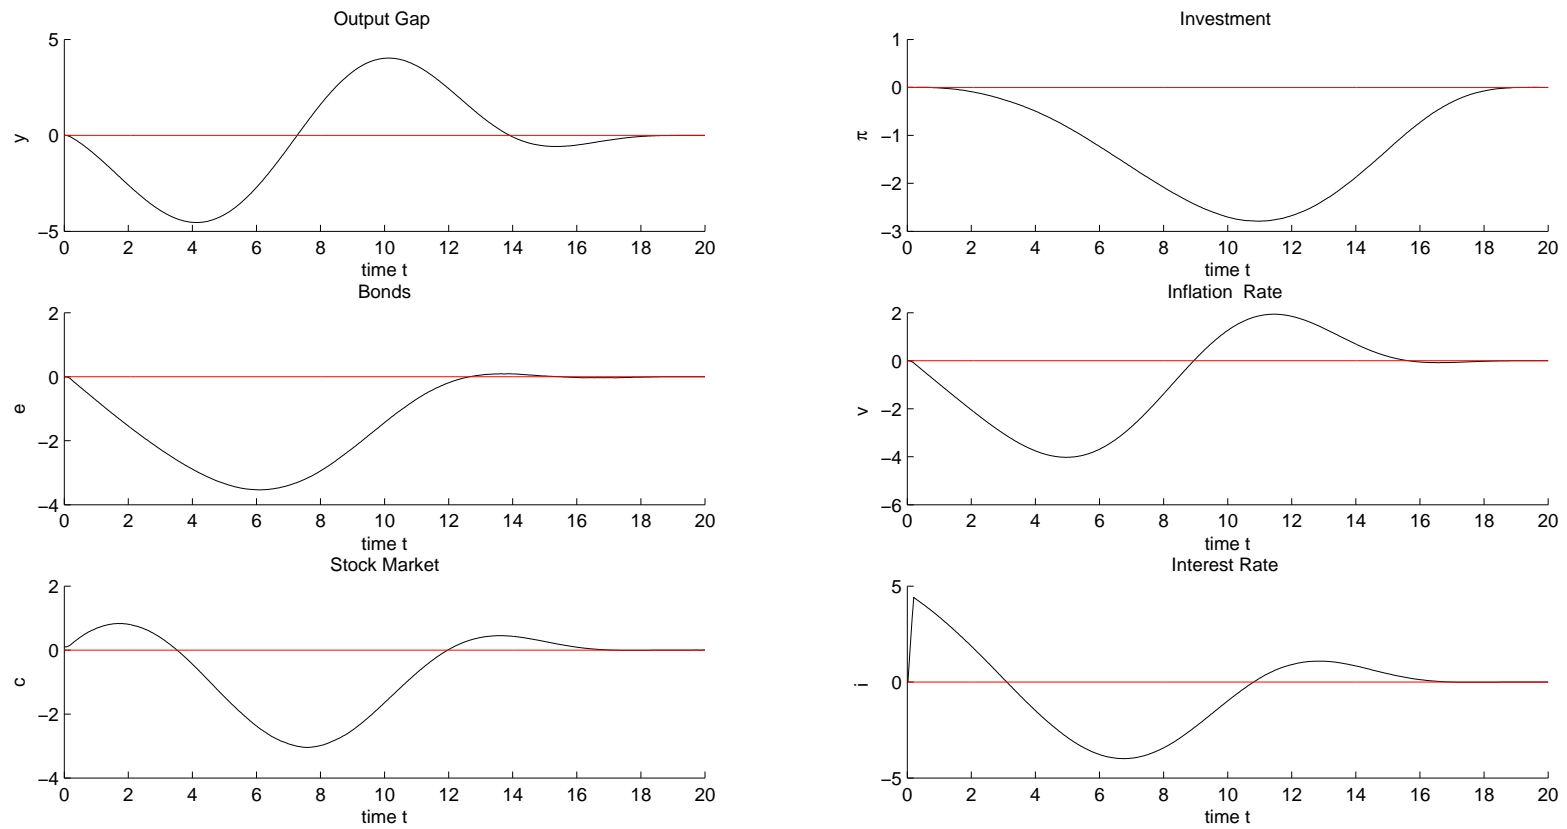 Output Gap
5
0
−5
y
0 2 4 6 8 10 12 14 16 18 20
time t
Investment
1
0
−1
−2
−3
π
0 2 4 6 8 10 12 14 16 18 20
time t
Bonds
2
0
−2
−4
e
0 2 4 6 8 10 12 14 16 18 20
time t
Inflation Rate
2
0
−2
−4
−6
v
0 2 4 6 8 10 12 14 16 18 20
time t
Stock Market
2
0
−2
−4
c
0 2 4 6 8 10 12 14 16 18 20
time t
Interest Rate
5
0
−5
i
0 2 4 6 8 10 12 14 16 18 20
time t